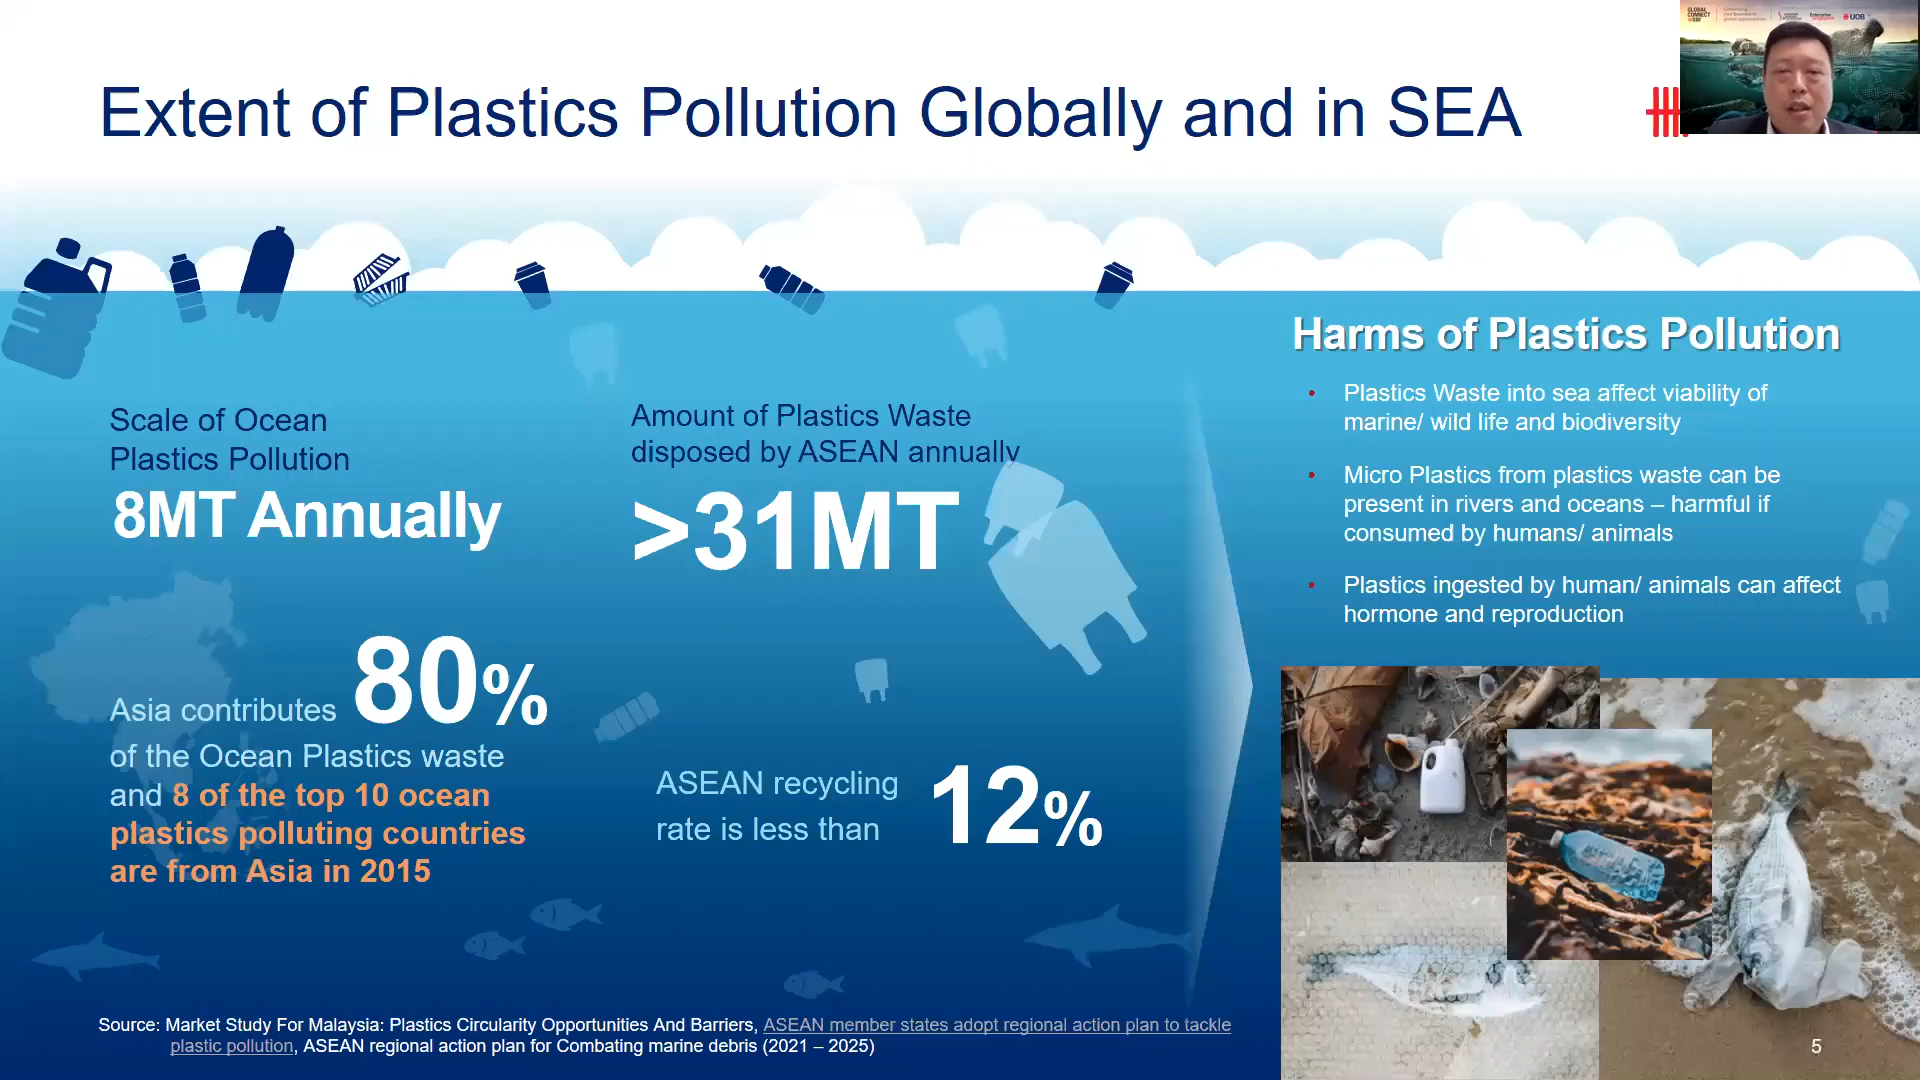 Extent of Plastics Pollution Globally and in SEA
GLOBAL
CONNECT
@SBF
UOB
Scale of Ocean
Plastics Pollution
8MT Annually
Amount of Plastics Waste
disposed by ASEAN annually
>31MT
Asia contributes 80%
of the Ocean Plastics waste
and 8 of the top 10 ocean
plastics polluting countries
are from Asia in 2015
ASEAN recycling
rate is less than 12%
Harms of Plastics Pollution
• Plastics Waste into sea affect viability of
marine/ wild life and biodiversity
• Micro Plastics from plastics waste can be
present in rivers and oceans – harmful if
consumed by humans/ animals
• Plastics ingested by human/ animals can affect
hormone and reproduction
Source: Market Study For Malaysia: Plastics Circularity Opportunities And Barriers, ASEAN member states adopt regional action plan to tackle
plastic pollution, ASEAN regional action plan for Combating marine debris (2021 – 2025)
5